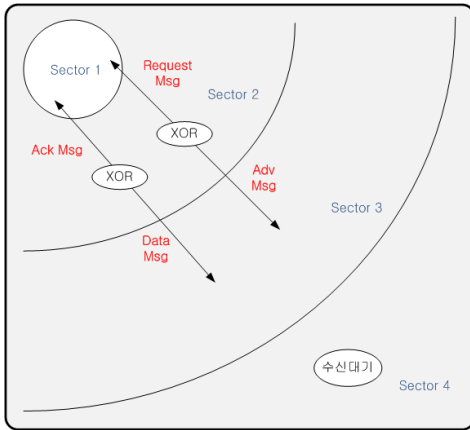 Sector 1
Request
Msg
Sector 2
XOR
Ack Msg
XOR
Adv
Msg
Sector 3
Data
Msg
수신대기
Sector 4